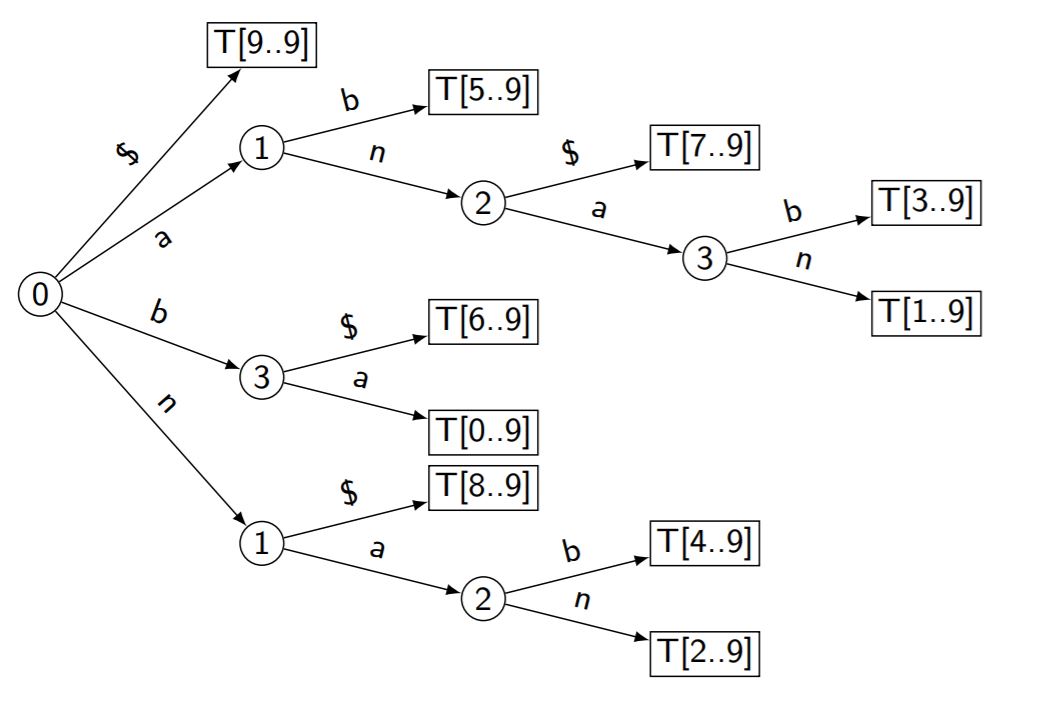 T[9..9]
$
b
T[5..9]
1
n
$
T[7..9]
2
a
a
b
T[3..9]
3
n
T[1..9]
0
b
$
T[6..9]
3
a
T[0..9]
n
$
T[8..9]
1
a
b
T[4..9]
2
n
T[2..9]